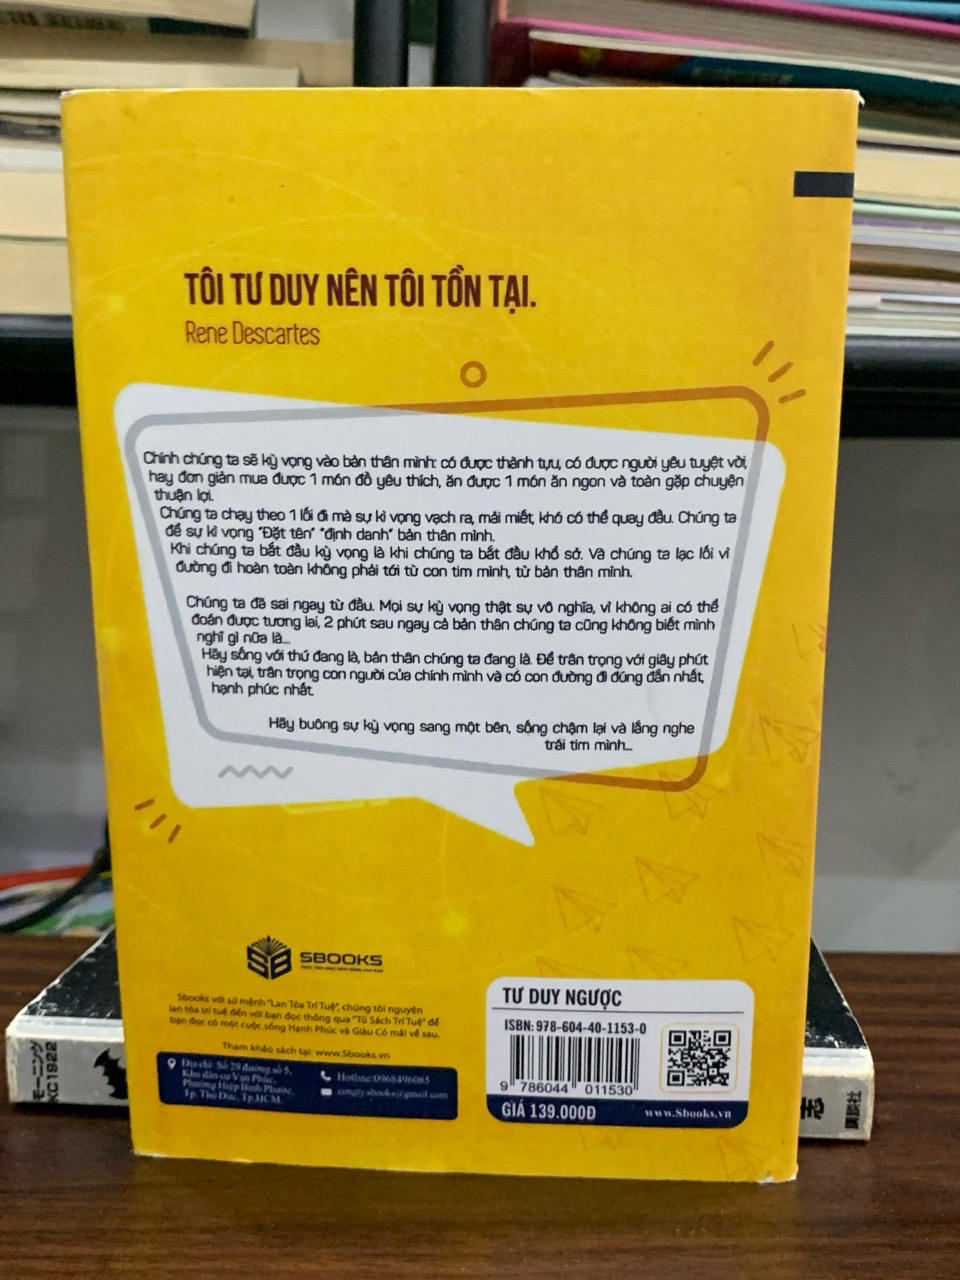 TÔI TƯ DUY NÊN TÔI TỒN TẠI.
Rene Descartes
Chính chúng ta sẽ kỳ vọng vào bản thân mình: có được thành tựu, có được người yêu tuyệt vời,
hay đơn giản mua được 1 món đồ yêu thích, ăn được 1 món ăn ngon và toàn gặp chuyện
thuận lợi.
Chúng ta chạy theo 1 lối đi mà sự kì vọng vạch ra, mải miết, khó có thể quay đầu. Chúng ta
để sự kì vọng "Đặt tên" "định danh" bản thân mình.
Khi chúng ta bắt đầu kỳ vọng là khi chúng ta bắt đầu khổ sở. Và chúng ta lạc lối vì
đường đi hoàn toàn không phải tới từ con tim mình, từ bản thân mình.
Chúng ta đã sai ngay từ đầu. Mọi sự kỳ vọng thật sự vô nghĩa, vì không ai có thể
đoán được tương lai, 2 phút sau ngay cả bản thân chúng ta cũng không biết mình
nghĩ gì nữa là...
Hãy sống với thứ đang là, bản thân chúng ta đang là. Để trân trọng với giây phút
hiện tại, trân trọng con người của chính mình và có con đường đi đúng đắn nhất,
hạnh phúc nhất.
Hãy buông sự kỳ vọng sang một bên, sống chậm lại và lắng nghe
trái tim mình...
SBOOKS
Sbooks với sứ mệnh "Lan Tỏa Trí Tuệ", chúng tôi nguyện
lan tỏa trí tuệ đến với bạn đọc thông qua "Tủ Sách Trí Tuệ" để
bạn đọc có một cuộc sống Hạnh Phúc và Giàu Có mãi về sau.
Tham khảo sách tại: www.Sbooks.vn
Địa chỉ: Số 29 đường số 5,
Khu dân cư Vạn Phúc,
Phường Hiệp Bình Phước,
Tp. Thủ Đức, Tp.HCM.
Hotline:0968496085
congty.sbooks@gmail.com
TƯ DUY NGƯỢC
ISBN: 978-604-40-1153-0
9 786044 011530
GIÁ 139.000Đ
www.Sbooks.vn
モーニング
KC1922
講談社